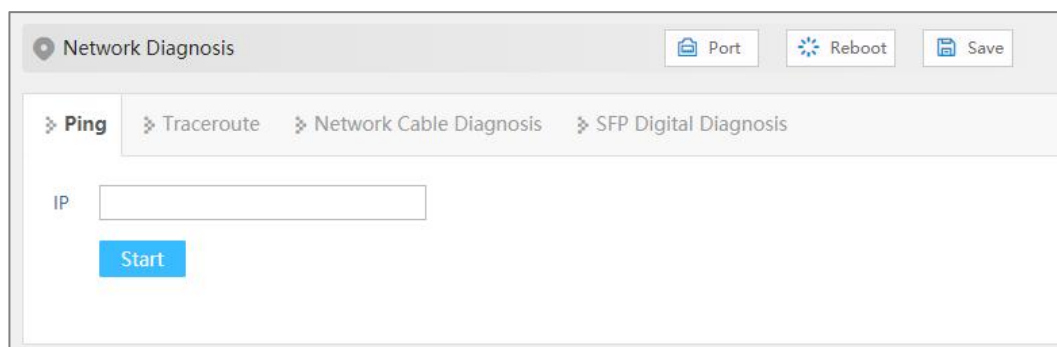 Network Diagnosis Port Reboot Save
Ping Traceroute Network Cable Diagnosis SFP Digital Diagnosis
IP
Start